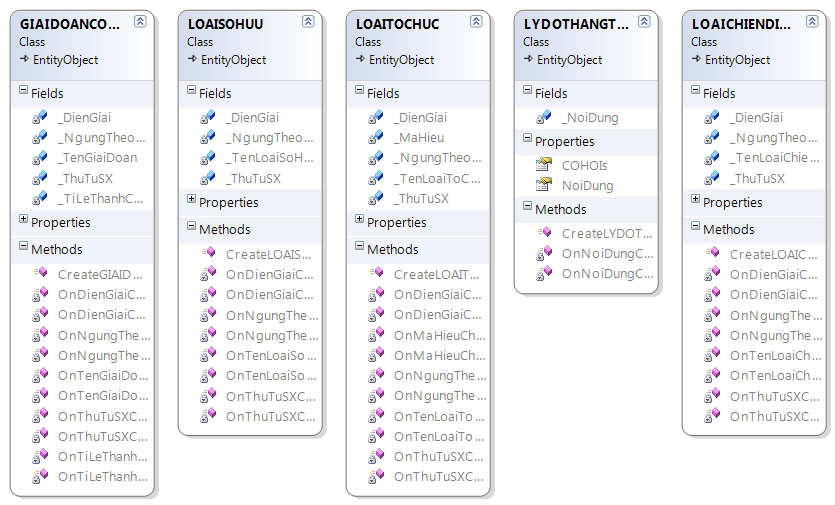 GIAIDOANCO...
Class
EntityObject
Fields
_DienGiai
_NgungTheo...
_TenGiaiDoan
_ThuTuSX
_TiLeThanhC...
Properties
Methods
CreateGIAID...
OnDienGiaiC...
OnDienGiaiC...
OnNgungThe...
OnNgungThe...
OnTenGiaiDo...
OnTenGiaiDo...
OnThuTuSXC...
OnThuTuSXC...
OnTiLeThanh...
OnTiLeThanh...
LOAISOHUU
Class
EntityObject
Fields
_DienGiai
_NgungTheo...
_TenLoaiSoH...
_ThuTuSX
Properties
Methods
CreateLOAIS...
OnDienGiaiC...
OnDienGiaiC...
OnNgungThe...
OnNgungThe...
OnTenLoaiSo...
OnTenLoaiSo...
OnThuTuSXC...
OnThuTuSXC...
LOAITOCHUC
Class
EntityObject
Fields
_DienGiai
_MaHieu
_NgungTheo...
_TenLoaiToC...
_ThuTuSX
Properties
Methods
CreateLOAIT...
OnDienGiaiC...
OnDienGiaiC...
OnMaHieuCh...
OnMaHieuCh...
OnNgungThe...
OnNgungThe...
OnTenLoaiTo...
OnTenLoaiTo...
OnThuTuSXC...
OnThuTuSXC...
LYDOTHANGT...
Class
EntityObject
Fields
_NoiDung
Properties
COHOIs
NoiDung
Methods
CreateLYDOT...
OnNoiDungC...
OnNoiDungC...
LOAICHIENDI...
Class
EntityObject
Fields
_DienGiai
_NgungTheo...
_TenLoaiChie...
_ThuTuSX
Properties
Methods
CreateLOAIC...
OnDienGiaiC...
OnDienGiaiC...
OnNgungThe...
OnNgungThe...
OnTenLoaiCh...
OnTenLoaiCh...
OnThuTuSXC...
OnThuTuSXC...